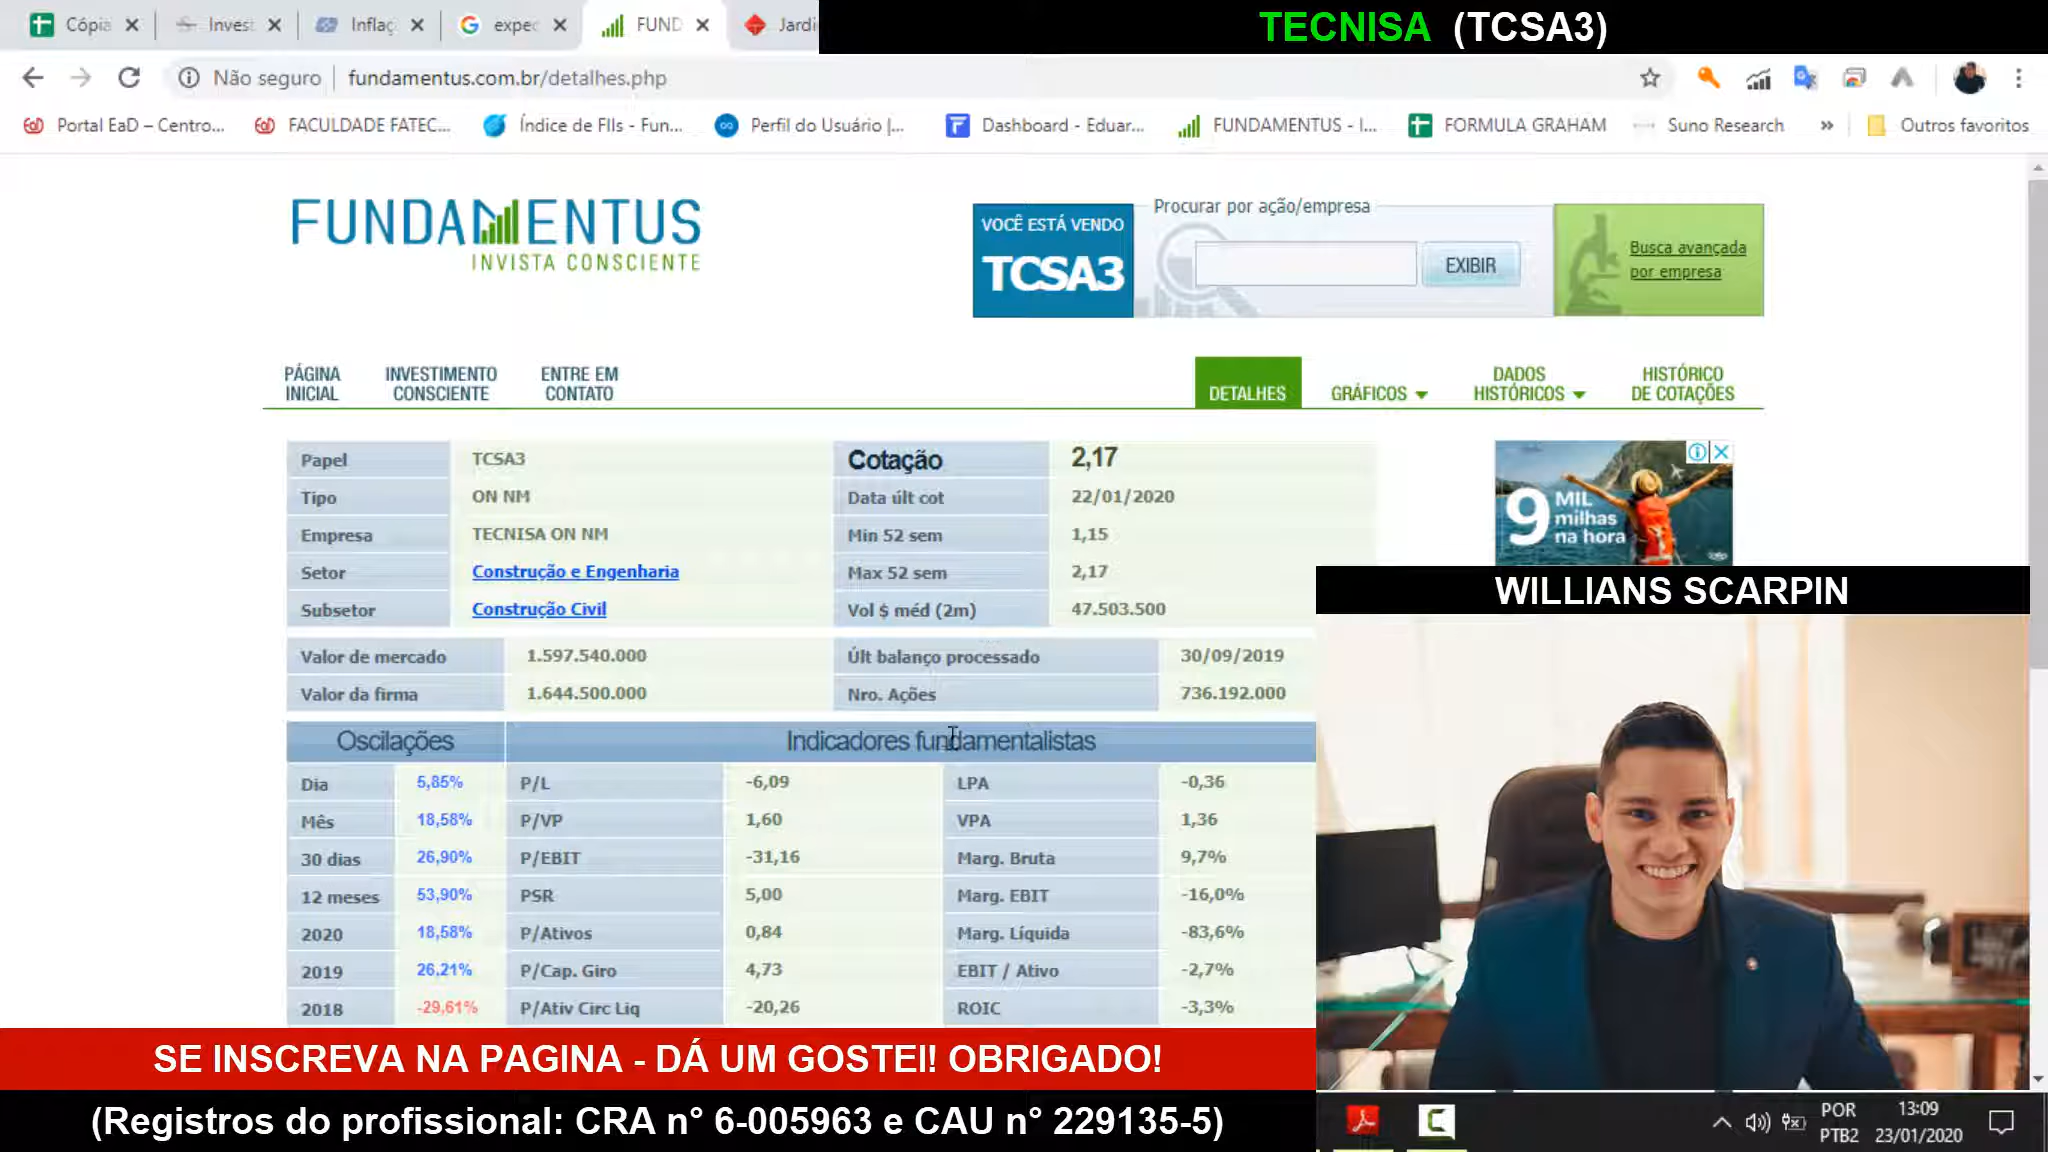 Cópia
Invest
Inflaç
expec
FUND
Jardi
TECNISA (TCSA3)
Não seguro
fundamentus.com.br/detalhes.php
Portal EaD – Centro...
FACULDADE FATEC...
Índice de FIIs - Fun...
Perfil do Usuário |...
Dashboard - Eduar...
FUNDAMENTUS - I...
FORMULA GRAHAM
Suno Research
»
Outros favoritos
FUNDAMENTUS
INVISTA CONSCIENTE
VOCÊ ESTÁ VENDO
TCSA3
Procurar por ação/empresa
EXIBIR
Busca avançada
por empresa
PÁGINA
INICIAL
INVESTIMENTO
CONSCIENTE
ENTRE EM
CONTATO
DETALHES
GRÁFICOS
DADOS
HISTÓRICOS
HISTÓRICO
DE COTAÇÕES
Papel TCSA3 Cotação 2,17
Tipo ON NM Data últ cot 22/01/2020
Empresa TECNISA ON NM Min 52 sem 1,15
Setor Construção e Engenharia Max 52 sem 2,17
Subsetor Construção Civil Vol $ méd (2m) 47.503.500
9 MIL
milhas
na hora
Valor de mercado 1.597.540.000 Últ balanço processado 30/09/2019
Valor da firma 1.644.500.000 Nro. Ações 736.192.000
Oscilações Indicadores fundamentalistas
Dia 5,85% P/L -6,09 LPA -0,36
Mês 18,58% P/VP 1,60 VPA 1,36
30 dias 26,90% P/EBIT -31,16 Marg. Bruta 9,7%
12 meses 53,90% PSR 5,00 Marg. EBIT -16,0%
2020 18,58% P/Ativos 0,84 Marg. Líquida -83,6%
2019 26,21% P/Cap. Giro 4,73 EBIT / Ativo -2,7%
2018 -29,61% P/Ativ Circ Liq -20,26 ROIC -3,3%
WILLIANS SCARPIN
SE INSCREVA NA PAGINA - DÁ UM GOSTEI! OBRIGADO!
(Registros do profissional: CRA n° 6-005963 e CAU n° 229135-5)
POR
PTB2
13:09
23/01/2020